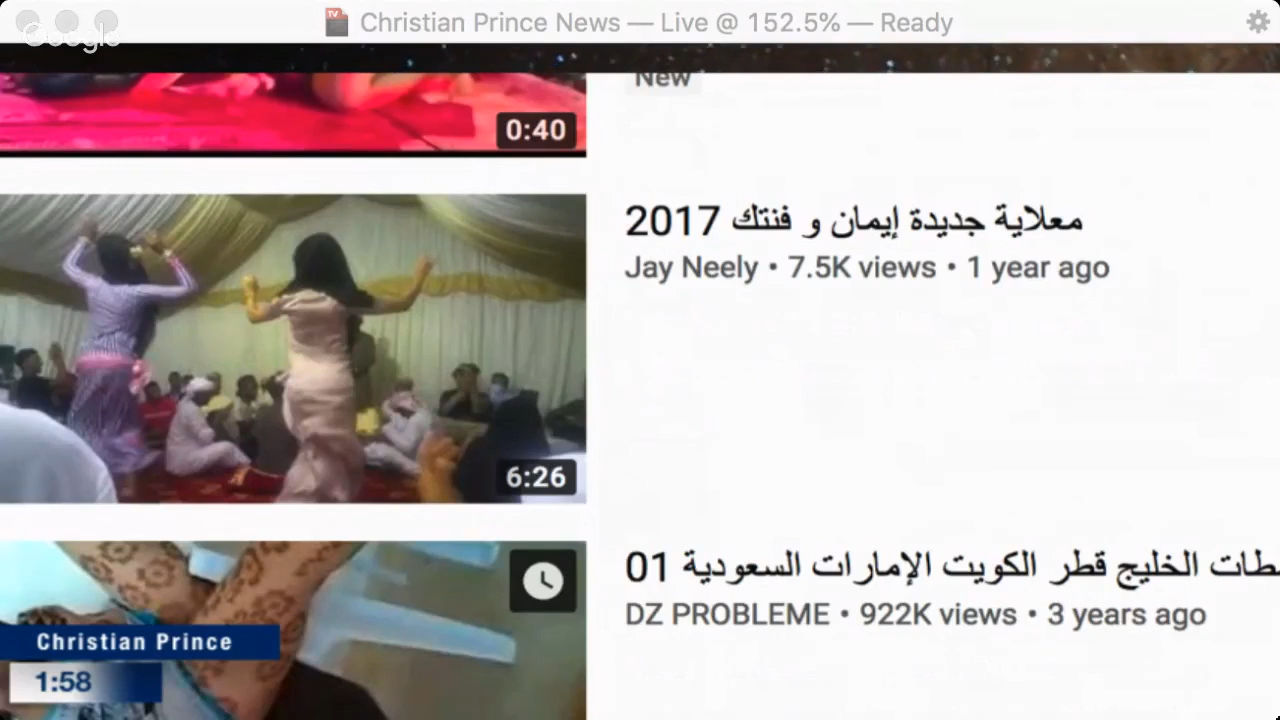 Christian Prince News — Live @ 152.5% — Ready
Google
New
0:40
معلاية جديدة إيمان و فنتك 2017
Jay Neely • 7.5K views • 1 year ago
6:26
الخليج قطر الكويت الإمارات السعودية 01
DZ PROBLEME • 922K views • 3 years ago
Christian Prince
1:58